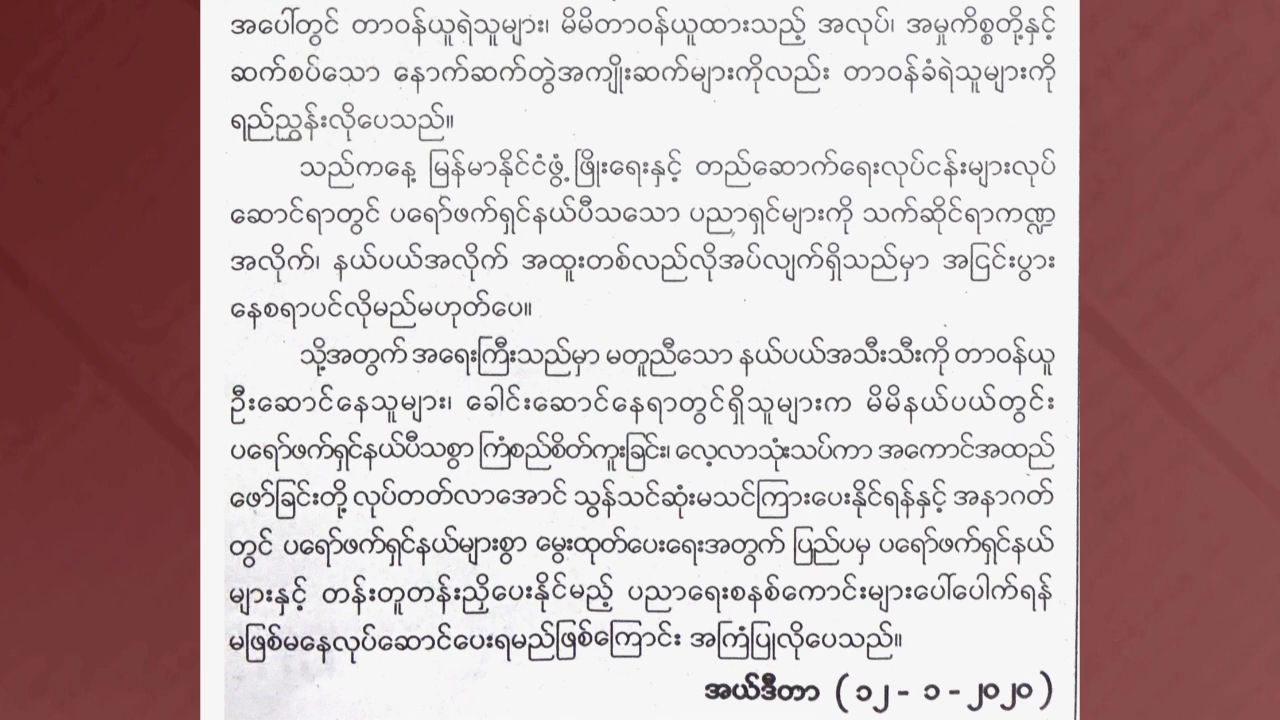 အပေါ်တွင် တာဝန်ယူရဲသူများ၊ မိမိတာဝန်ယူထားသည့် အလုပ်၊ အမှုကိစ္စတို့နှင့်
ဆက်စပ်သော နောက်ဆက်တွဲအကျိုးဆက်များကိုလည်း တာဝန်ခံရဲသူများကို
ရည်ညွှန်းလိုပေသည်။
သည်ကနေ့ မြန်မာနိုင်ငံဖွံ့ဖြိုးရေးနှင့် တည်ဆောက်ရေးလုပ်ငန်းများလုပ်
ဆောင်ရာတွင် ပရော်ဖက်ရှင်နယ်ပီသသော ပညာရှင်များကို သက်ဆိုင်ရာကဏ္ဍ
အလိုက်၊ နယ်ပယ်အလိုက် အထူးတစ်လည်လိုအပ်လျက်ရှိသည်မှာ အငြင်းပွား
နေစရာပင်လိုမည်မဟုတ်ပေ။
သို့အတွက် အရေးကြီးသည်မှာ မတူညီသော နယ်ပယ်အသီးသီးကို တာဝန်ယူ
ဦးဆောင်နေသူများ၊ ခေါင်းဆောင်နေရာတွင်ရှိသူများက မိမိနယ်ပယ်တွင်း
ပရော်ဖက်ရှင်နယ်ပီသစွာ ကြံစည်စိတ်ကူးခြင်း၊ လေ့လာသုံးသပ်ကာ အကောင်အထည်
ဖော်ခြင်းတို့ လုပ်တတ်လာအောင် သွန်သင်ဆုံးမသင်ကြားပေးနိုင်ရန်နှင့် အနာဂတ်
တွင် ပရော်ဖက်ရှင်နယ်များစွာ မွေးထုတ်ပေးရေးအတွက် ပြည်ပမှ ပရော်ဖက်ရှင်နယ်
များနှင့် တန်းတူတန်းညှိပေးနိုင်မည့် ပညာရေးစနစ်ကောင်းများပေါ်ပေါက်ရန်
မဖြစ်မနေလုပ်ဆောင်ပေးရမည်ဖြစ်ကြောင်း အကြံပြုလိုပေသည်။
အယ်ဒီတာ ( ၁၂ - ၁ - ၂၀၂၀ )